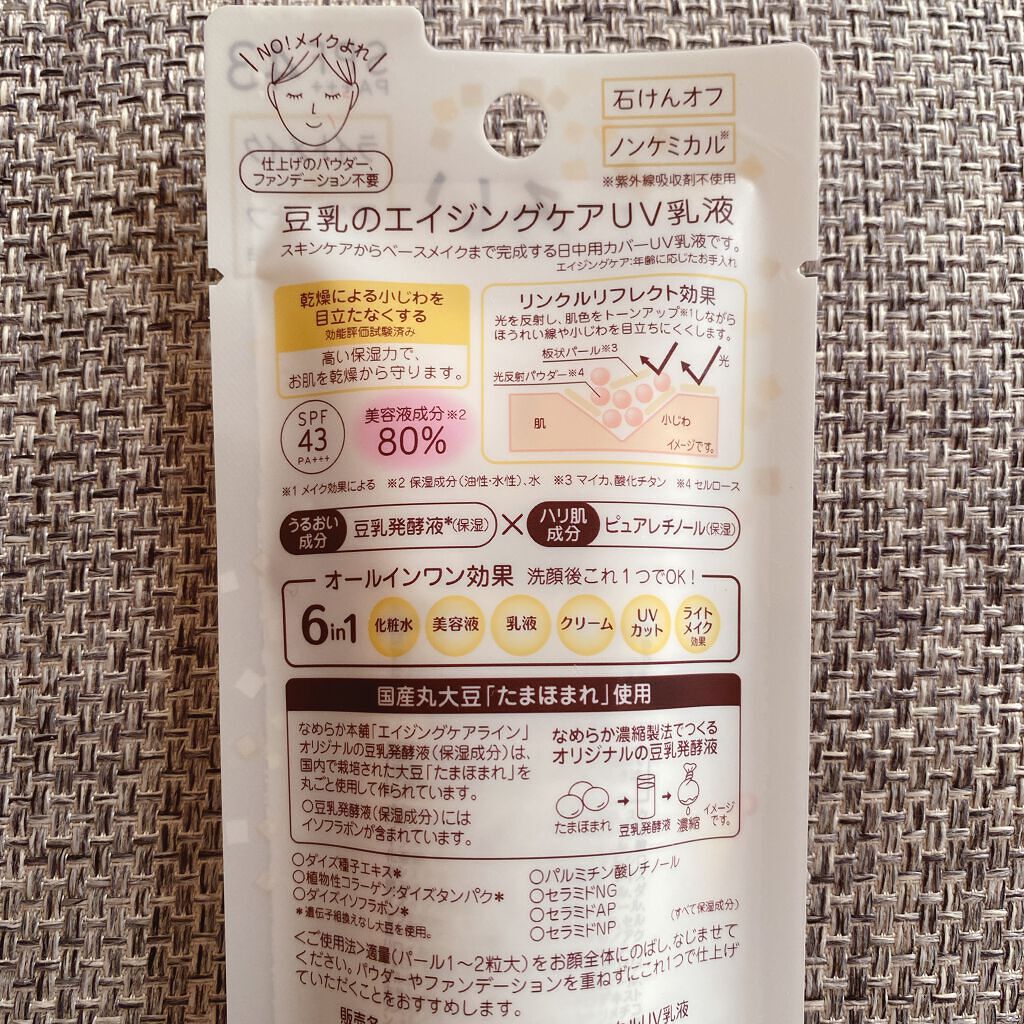 NO!メイクよれ
仕上げのパウダー、
ファンデーション不要
石けんオフ
ノンケミカル※
※紫外線吸収剤不使用
豆乳のエイジングケアUV乳液
スキンケアからベースメイクまで完成する日中用カバーUV乳液です。
エイジングケア:年齢に応じたお手入れ
乾燥による小じわを
目立たなくする
効能評価試験済み
高い保湿力で、
お肌を乾燥から守ります。
SPF
43
PA+++
美容液成分※2
80%
リンクルリフレクト効果
光を反射し、肌色をトーンアップ※1しながら
ほうれい線や小じわを目立ちにくくします。
板状パール※3
光
光反射パウダー※4
肌
小じわ
イメージです。
※1 メイク効果による ※2 保湿成分(油性・水性)、水 ※3 マイカ、酸化チタン ※4 セルロース
うるおい
成分
豆乳発酵液*(保湿)
×
ハリ肌
成分
ピュアレチノール(保湿)
オールインワン効果 洗顔後これ1つでOK!
6in1
化粧水
美容液
乳液
クリーム
UV
カット
ライト
メイク
効果
国産丸大豆「たまほまれ」使用
なめらか本舗「エイジングケアライン」
オリジナルの豆乳発酵液(保湿成分)は、
国内で栽培された大豆「たまほまれ」を
丸ごと使用して作られています。
○豆乳発酵液(保湿成分)には
イソフラボンが含まれています。
なめらか濃縮製法でつくる
オリジナルの豆乳発酵液
たまほまれ
豆乳発酵液
濃縮
イメージ
です。
○ダイズ種子エキス*
○植物性コラーゲン:ダイズタンパク*
○ダイズイソフラボン*
*遺伝子組換えなし大豆を使用。
○パルミチン酸レチノール
○セラミドNG
○セラミドAP
○セラミドNP
(すべて保湿成分)
<ご使用法>適量(パール1〜2粒大)をお顔全体にのばし、なじませて
ください。パウダーやファンデーションを重ねずにこれ1つで仕上げ
ていただくことをおすすめします。
販売名
UV乳液